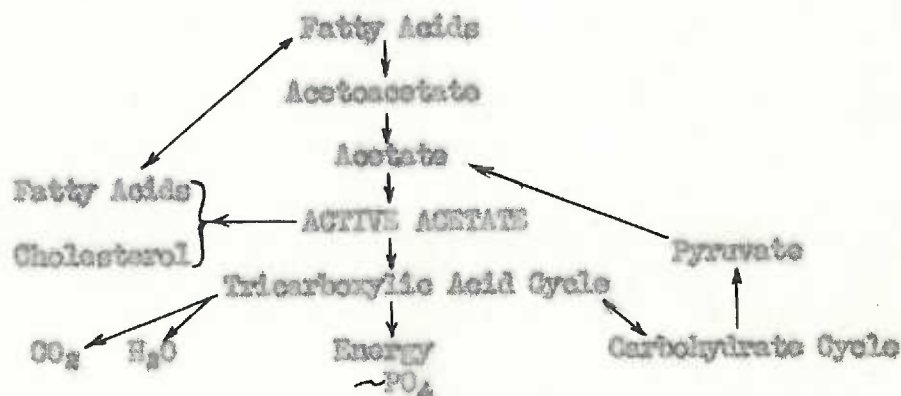 Fatty Acids
Acetoacetate
Acetate
Fatty Acids
ACTIVE ACETATE
Cholesterol
Pyruvate
Tricarboxylic Acid Cycle
CO₂
H₂O
Energy
Carbohydrate Cycle
~PO₄